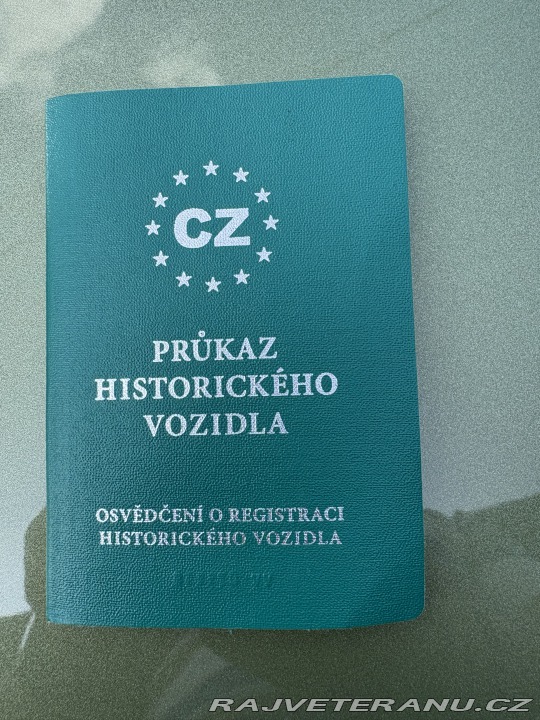 CZ
PRŮKAZ
HISTORICKÉHO
VOZIDLA
OSVĚDČENÍ O REGISTRACI
HISTORICKÉHO VOZIDLA
RAJVETERANU.CZ